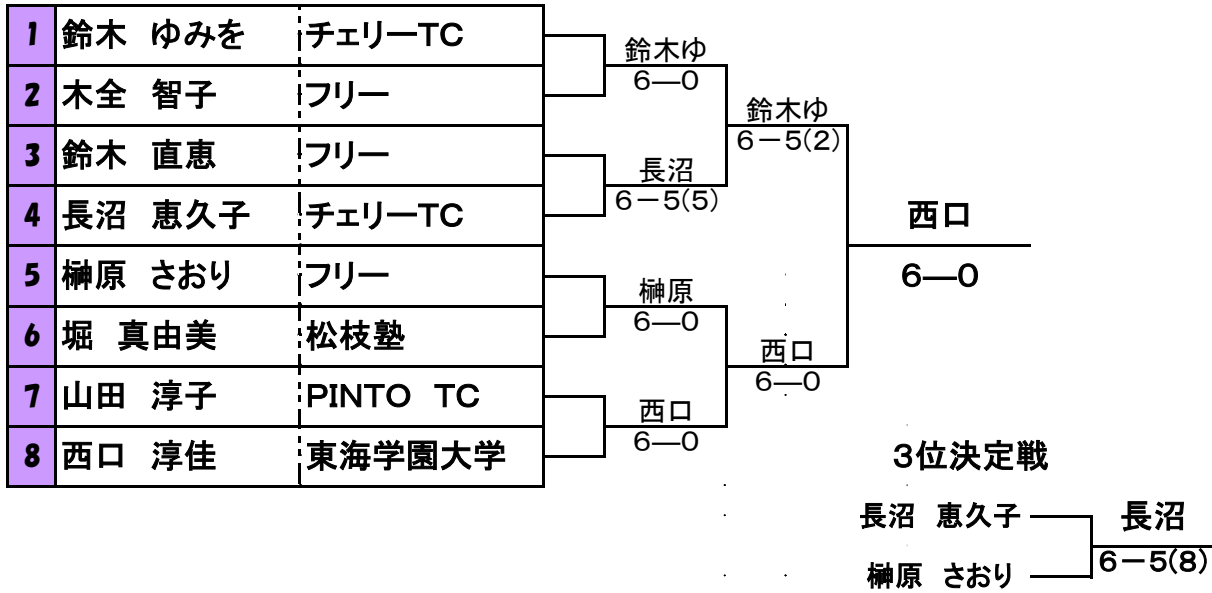 1 鈴木 ゆみを チェリーTC
2 木全 智子 フリー
3 鈴木 直恵 フリー
4 長沼 恵久子 チェリーTC
5 榊原 さおり フリー
6 堀 真由美 松枝塾
7 山田 淳子 PINTO TC
8 西口 淳佳 東海学園大学
鈴木ゆ
6―0
長沼
6-5(5)
榊原
6―0
西口
6―0
鈴木ゆ
6-5(2)
西口
6―0
西口
6―0
3位決定戦
長沼 恵久子
榊原 さおり
長沼
6-5(8)